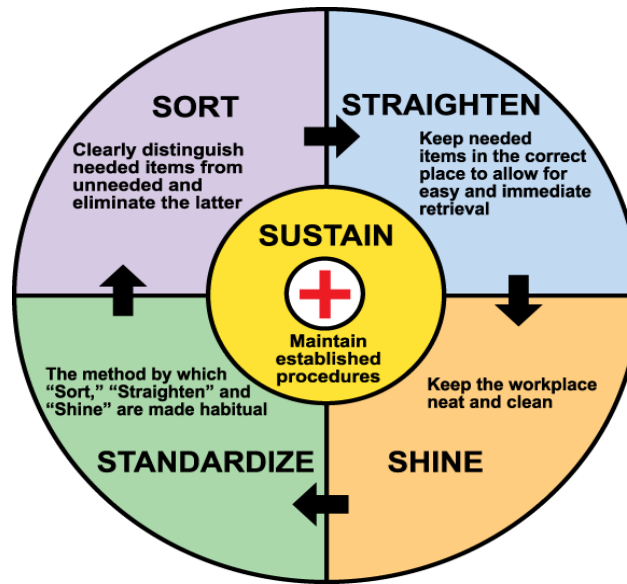 SORT
Clearly distinguish
needed items from
unneeded and
eliminate the latter
STRAIGHTEN
Keep needed
items in the correct
place to allow for
easy and immediate
retrieval
SUSTAIN
Maintain
established
procedures
The method by which
“Sort,” “Straighten” and
“Shine” are made habitual
STANDARDIZE
Keep the workplace
neat and clean
SHINE